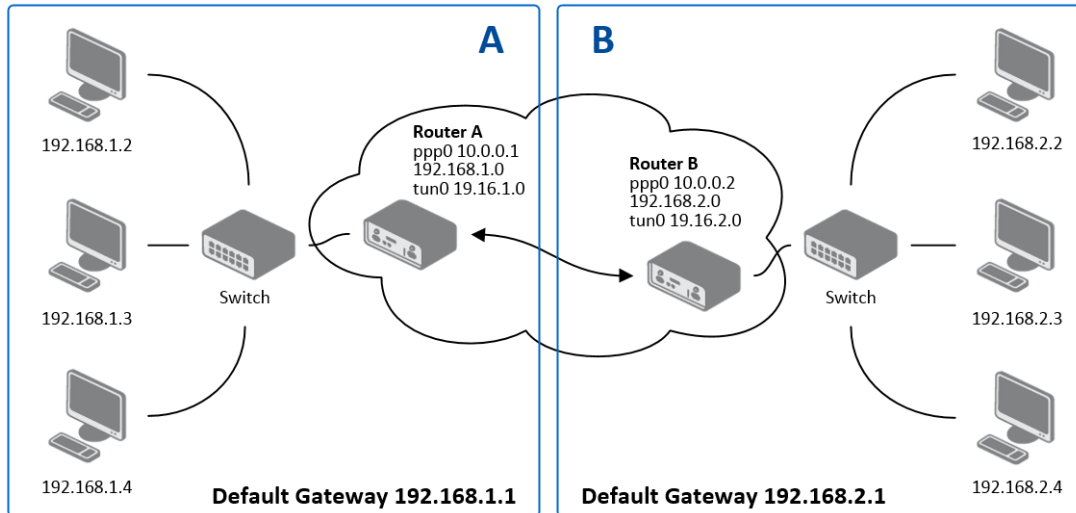 A
B
192.168.1.2
192.168.1.3
192.168.1.4
Switch
Router A
ppp0 10.0.0.1
192.168.1.0
tun0 19.16.1.0
Default Gateway 192.168.1.1
Router B
ppp0 10.0.0.2
192.168.2.0
tun0 19.16.2.0
Switch
192.168.2.2
192.168.2.3
192.168.2.4
Default Gateway 192.168.2.1